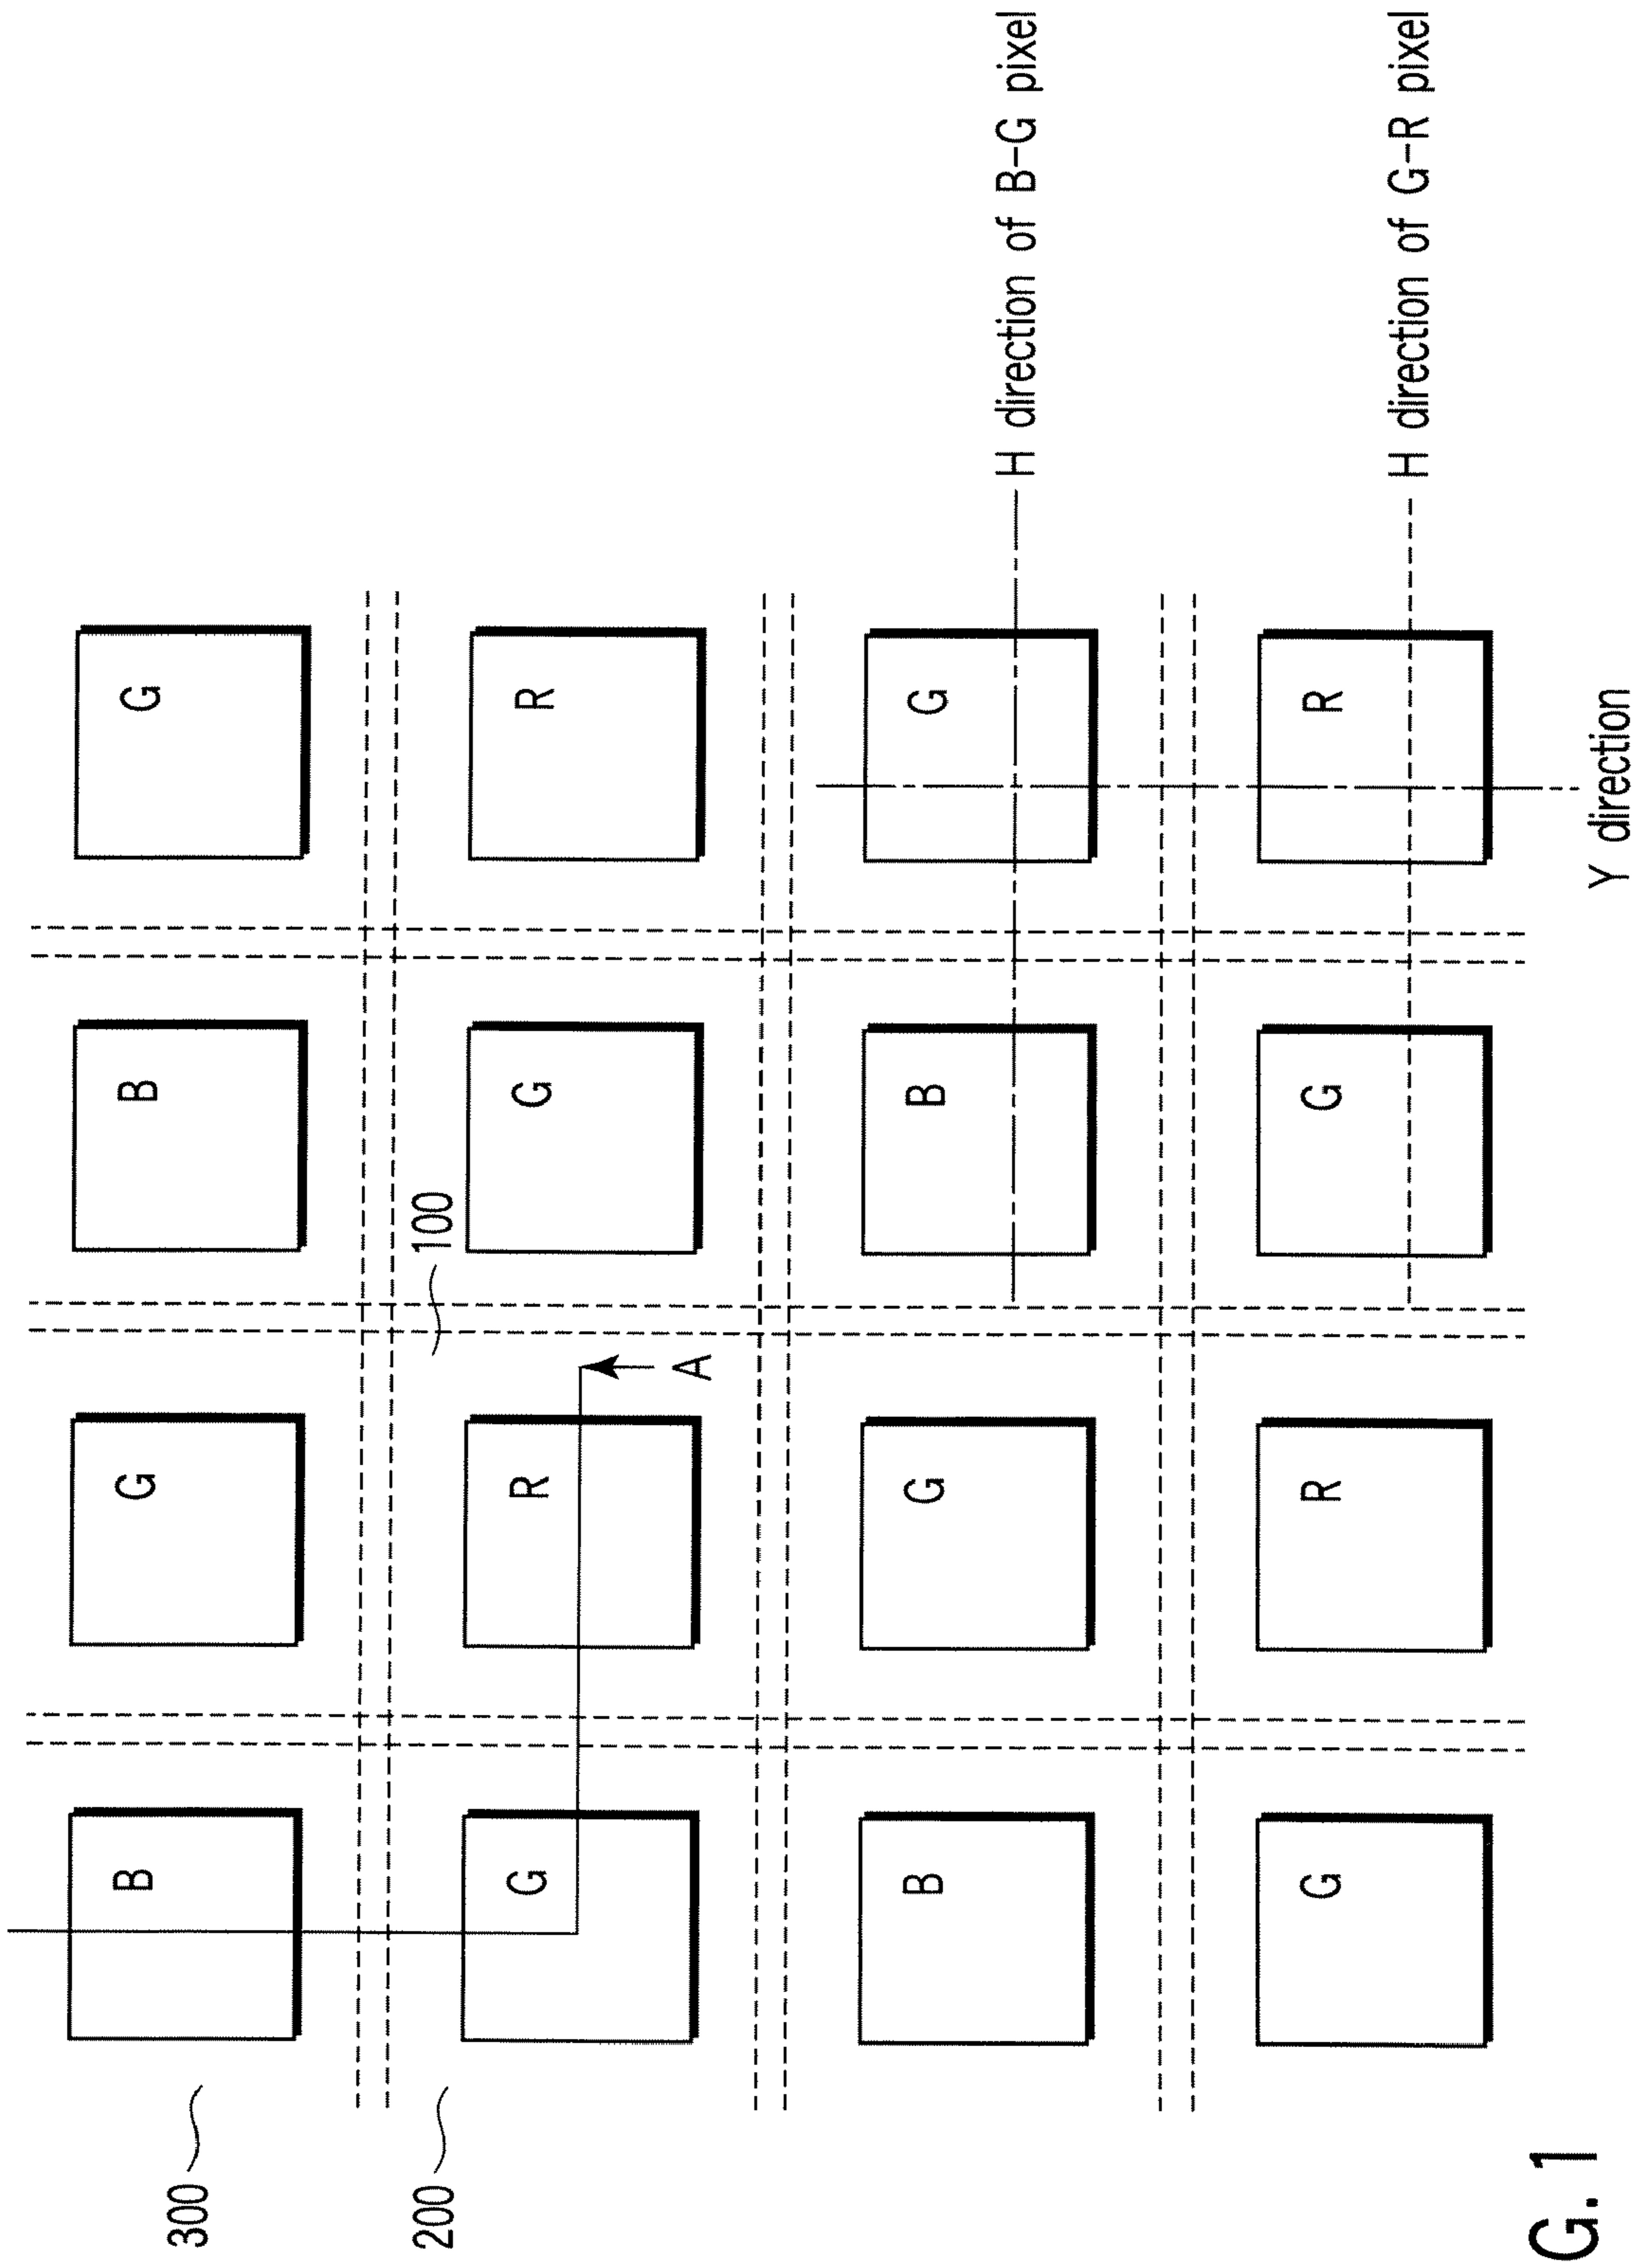 B G B G
300
200 100
G R G R
A
B G B G
H direction of B-G pixel
G R G R
H direction of G-R pixel
Y direction
G. 1